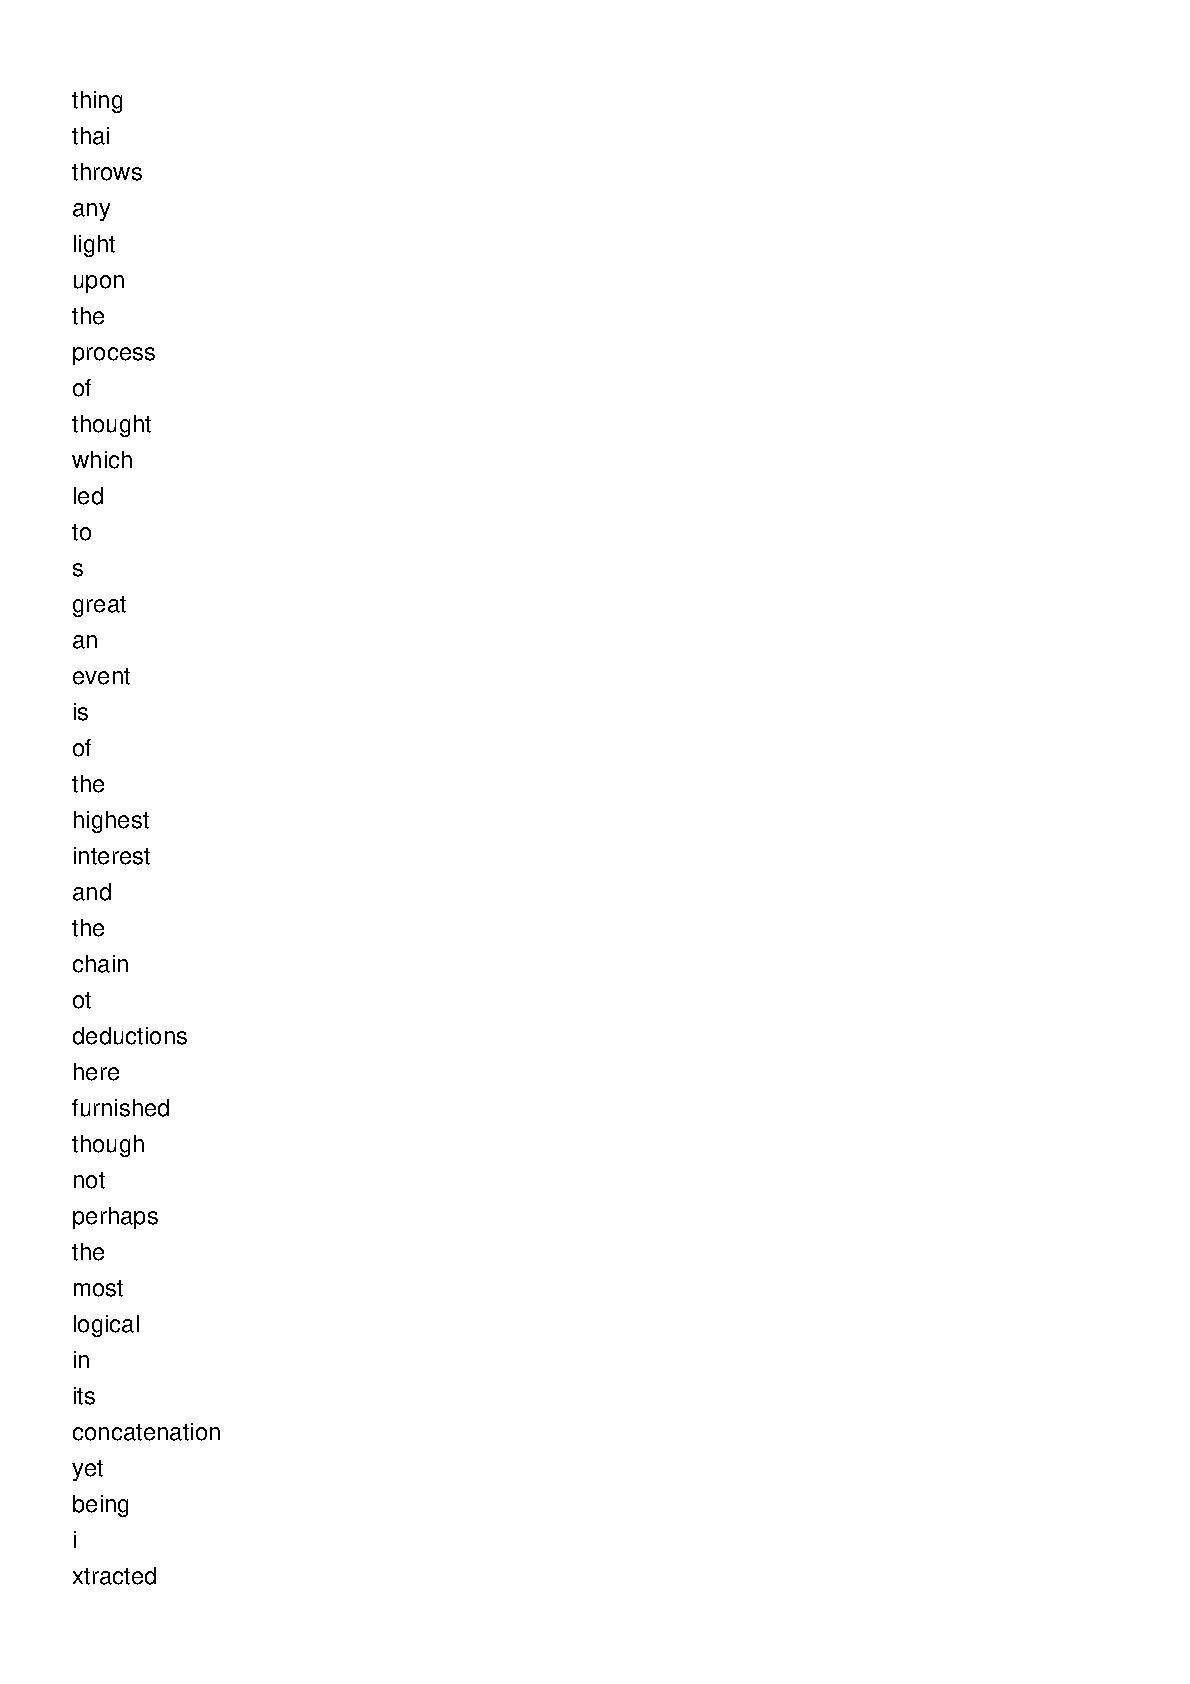 thing
thai
throws
any
light
upon
the
process
of
thought
which
led
to
s
great
an
event
is
of
the
highest
interest
and
the
chain
ot
deductions
here
furnished
though
not
perhaps
the
most
logical
in
its
concatenation
yet
being
i
xtracted